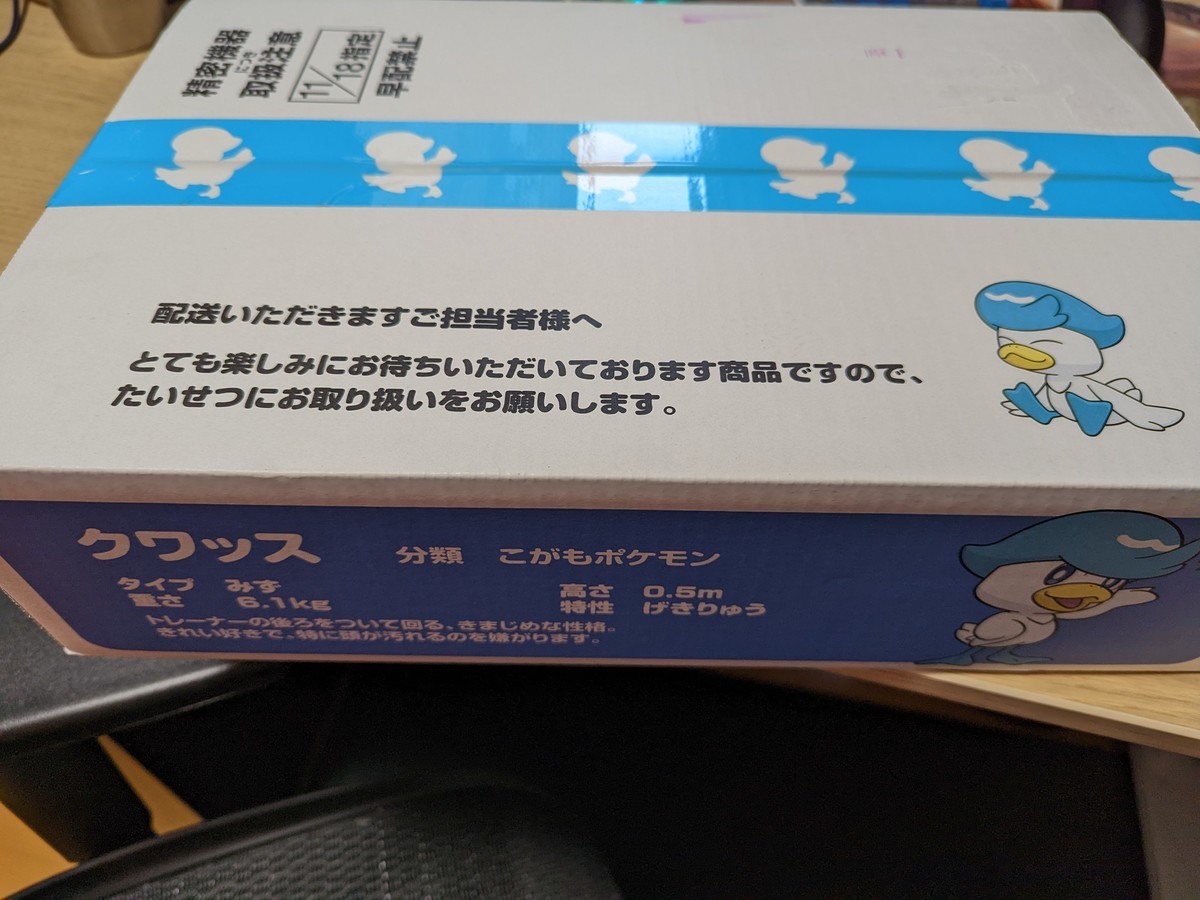 精密機器
につき
取扱注意
11/18指定
早配禁止
配送いただきますご担当者様へ
とても楽しみにお待ちいただいております商品ですので、
たいせつにお取り扱いをお願いします。
クワッス
分類 こがもポケモン
タイプ みず
高さ 0.5m
重さ 6.1kg
特性 げきりゅう
トレーナーの後ろをついて回る、きまじめな性格。
きれい好きで、特に頭が汚れるのを嫌がります。